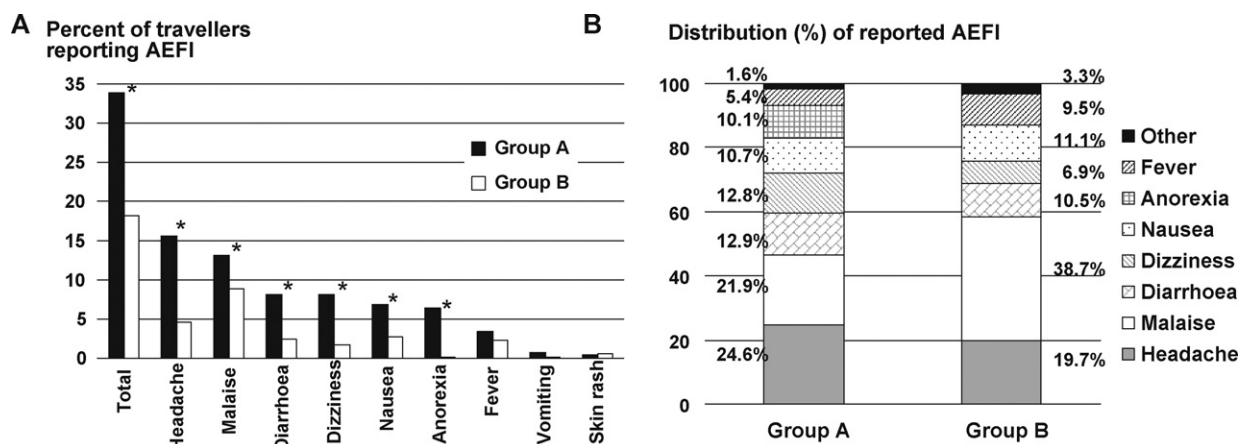 A Percent of travellers
reporting AEFI
35
30
25
20
15
10
5
0
*
*
*
*
*
*
*
Group A
Group B
Total
Headache
Malaise
Diarrhoea
Dizziness
Nausea
Anorexia
Fever
Vomiting
Skin rash
B Distribution (%) of reported AEFI
100
80
60
40
20
0
1.6%
5.4%
10.1%
10.7%
12.8%
12.9%
21.9%
24.6%
3.3%
9.5%
11.1%
6.9%
10.5%
38.7%
19.7%
Group A
Group B
Other
Fever
Anorexia
Nausea
Dizziness
Diarrhoea
Malaise
Headache